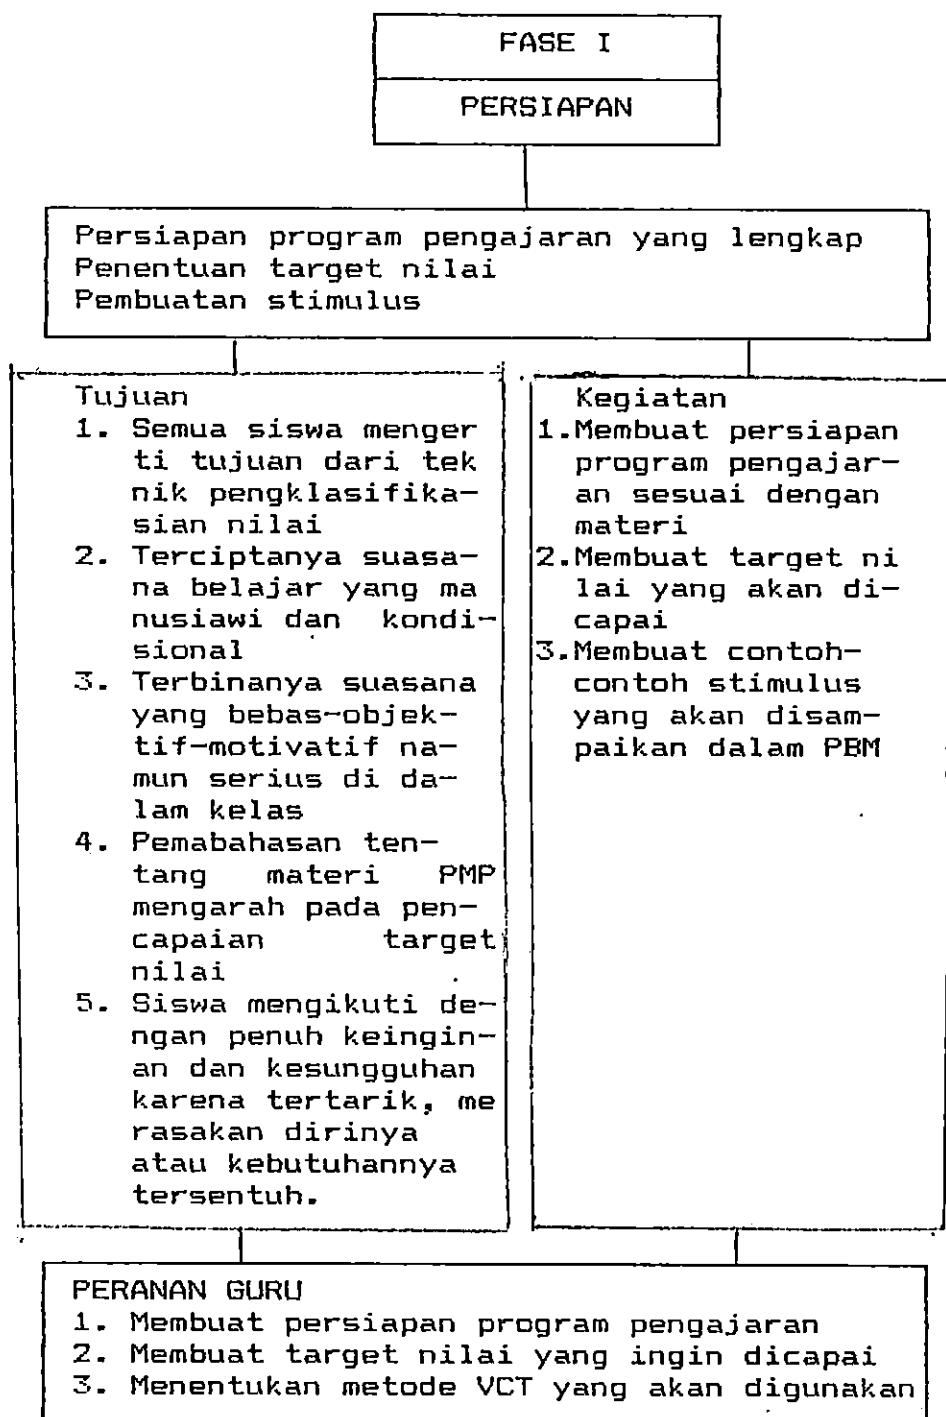 FASE I
PERSIAPAN
Persiapan program pengajaran yang lengkap
Penentuan target nilai
Pembuatan stimulus
Tujuan
1. Semua siswa menger
ti tujuan dari tek
nik pengklasifika-
sian nilai
2. Terciptanya suasa-
na belajar yang ma
nusiawi dan kondi-
sional
3. Terbinanya suasana
yang bebas-objek-
tif-motivatif na-
mun serius di da-
lam kelas
4. Pemabahasan ten-
tang materi PMP
mengarah pada pen-
capaian target
nilai
5. Siswa mengikuti de-
ngan penuh keingin-
an dan kesungguhan
karena tertarik, me
rasakan dirinya
atau kebutuhannya
tersentuh.
Kegiatan
1.Membuat persiapan
program pengajar-
an sesuai dengan
materi
2.Membuat target ni
lai yang akan di-
capai
3.Membuat contoh-
contoh stimulus
yang akan disam-
paikan dalam PBM
PERANAN GURU
1. Membuat persiapan program pengajaran
2. Membuat target nilai yang ingin dicapai
3. Menentukan metode VCT yang akan digunakan